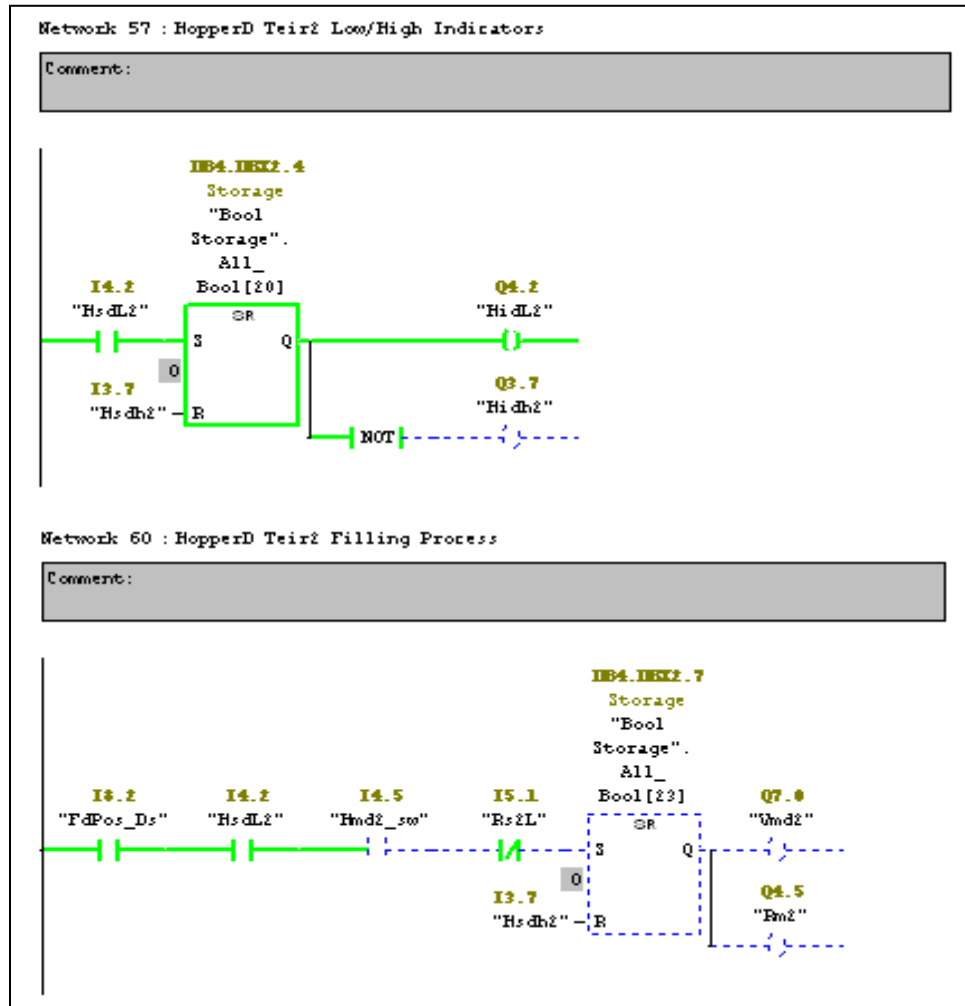 Network 57 : HopperD Teir2 Low/High Indicators
Comment:
DB4.DBX2.4
Storage
"Bool
Storage".
All_
I4.2 Bool[20] Q4.2
"HsdL2" SR "HidL2"
S Q
0
I3.7 Q3.7
"Hsdh2" R "Hidh2"
NOT
Network 60 : HopperD Teir2 Filling Process
Comment:
DB4.DBX2.7
Storage
"Bool
Storage".
All_
I8.2 I4.2 I4.5 I5.1 Bool[23] Q7.0
"FdPos_Ds" "HsdL2" "Hmd2_sw" "Rs2L" SR "Vmd2"
S Q
0
I3.7 Q4.5
"Hsdh2" R "Rm2"